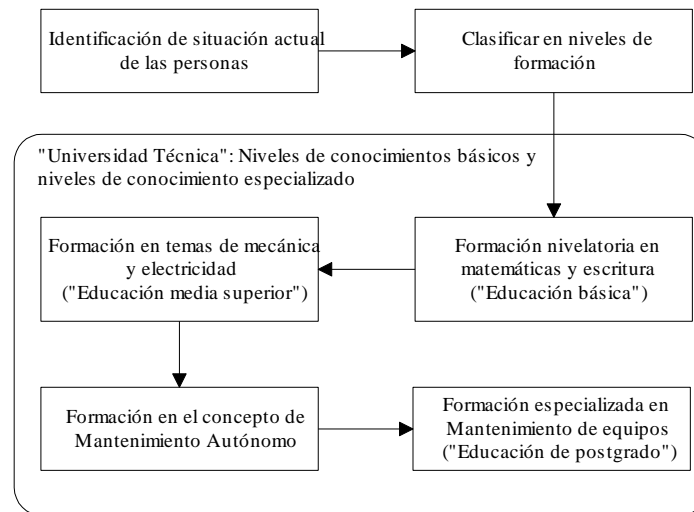 Identificación de situación actual
de las personas
Clasificar en niveles de
formación
"Universidad Técnica": Niveles de conocimientos básicos y
niveles de conocimiento especializado
Formación en temas de mecánica
y electricidad
("Educación media superior")
Formación nivelatoria en
matemáticas y escritura
("Educación básica")
Formación en el concepto de
Mantenimiento Autónomo
Formación especializada en
Mantenimiento de equipos
("Educación de postgrado")